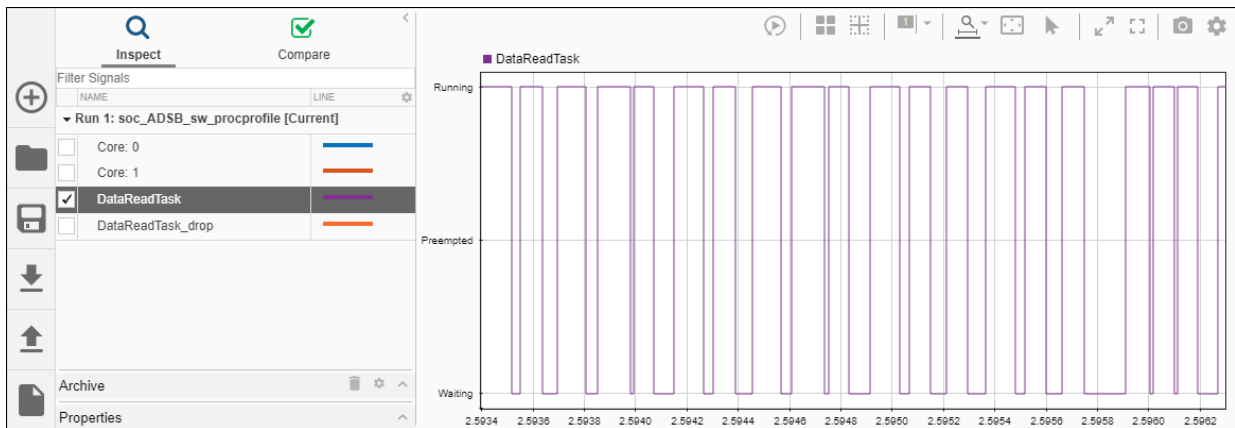 Inspect
Compare
Filter Signals
NAME
LINE
Run 1: soc_ADSB_sw_procprofile [Current]
Core: 0
Core: 1
DataReadTask
DataReadTask_drop
Archive
Properties
1
DataReadTask
Running
Preempted
Waiting
2.5934 2.5936 2.5938 2.5940 2.5942 2.5944 2.5946 2.5948 2.5950 2.5952 2.5954 2.5956 2.5958 2.5960 2.5962